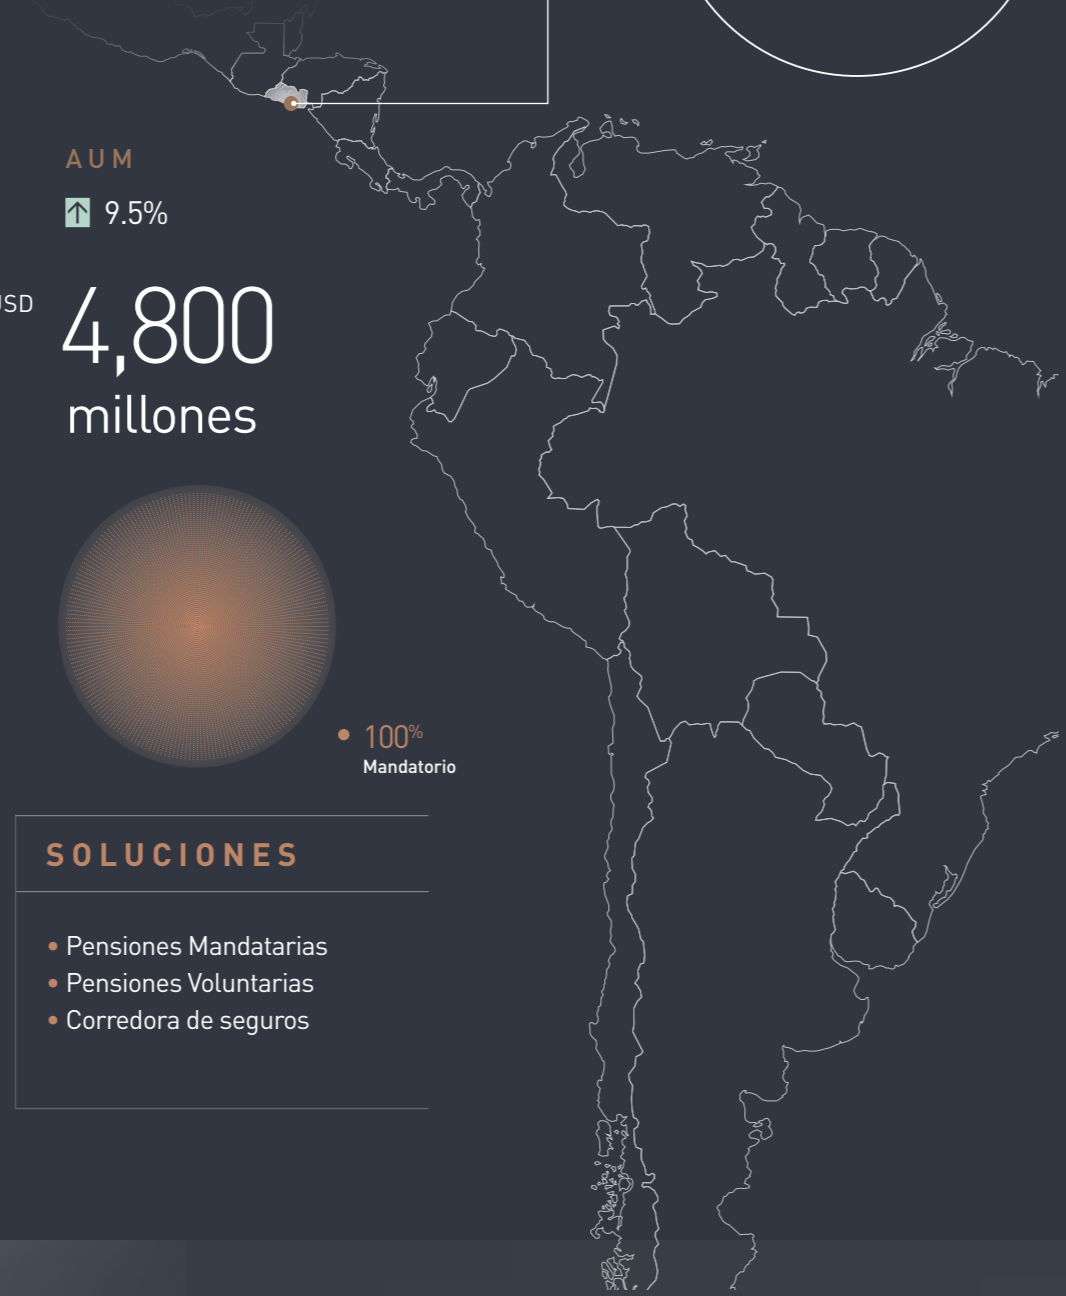 AUM
9.5%
USD 4,800
millones
100%
Mandatorio
SOLUCIONES
• Pensiones Mandatarias
• Pensiones Voluntarias
• Corredora de seguros